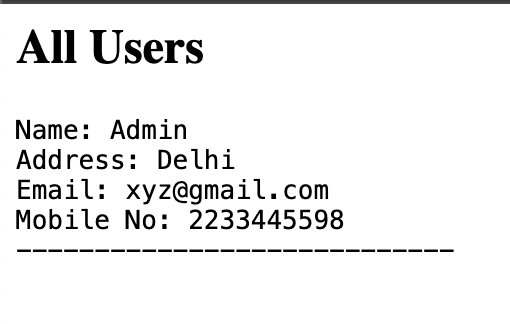 All Users
Name: Admin
Address: Delhi
Email: xyz@gmail.com
Mobile No: 2233445598
----------------------------